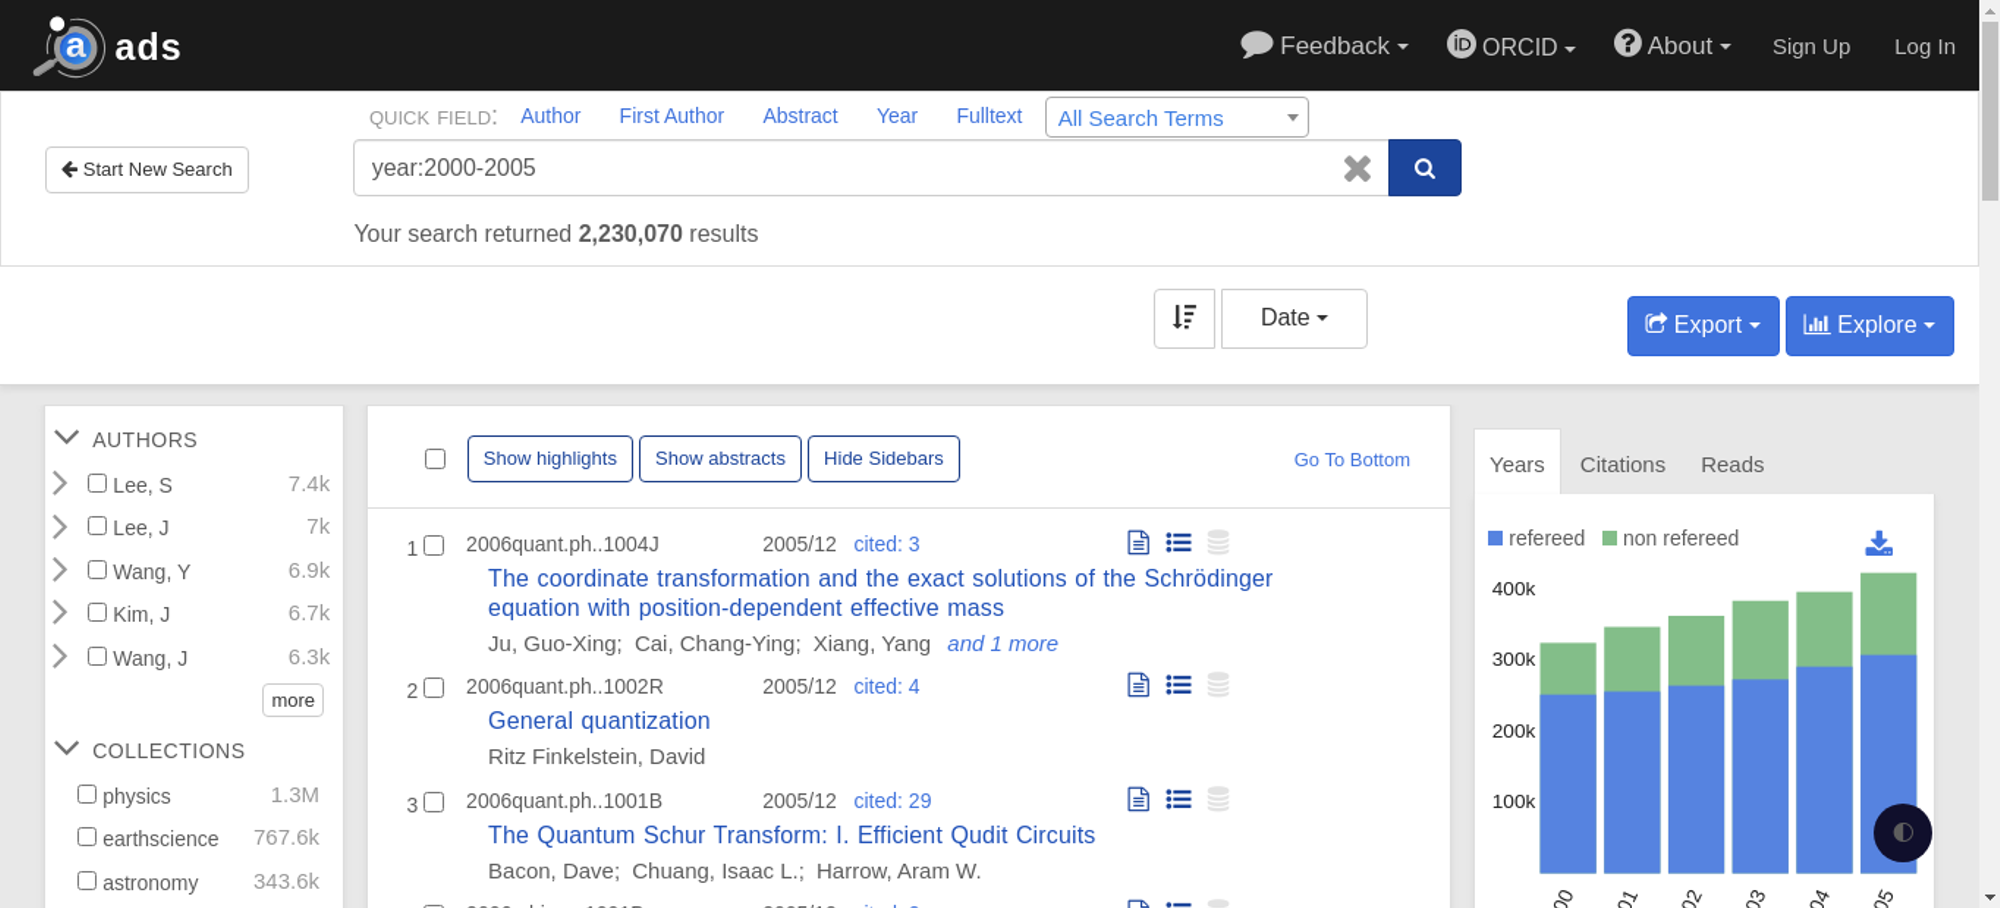 a ads
Feedback
ORCID
About
Sign Up
Log In
QUICK FIELD:
Author
First Author
Abstract
Year
Fulltext
All Search Terms
Start New Search
year:2000-2005
Your search returned 2,230,070 results
Date
Export
Explore
AUTHORS
Lee, S 7.4k
Lee, J 7k
Wang, Y 6.9k
Kim, J 6.7k
Wang, J 6.3k
more
COLLECTIONS
physics 1.3M
earthscience 767.6k
astronomy 343.6k
Show highlights
Show abstracts
Hide Sidebars
Go To Bottom
1 2006quant.ph..1004J 2005/12 cited: 3
The coordinate transformation and the exact solutions of the Schrödinger
equation with position-dependent effective mass
Ju, Guo-Xing; Cai, Chang-Ying; Xiang, Yang and 1 more
2 2006quant.ph..1002R 2005/12 cited: 4
General quantization
Ritz Finkelstein, David
3 2006quant.ph..1001B 2005/12 cited: 29
The Quantum Schur Transform: I. Efficient Qudit Circuits
Bacon, Dave; Chuang, Isaac L.; Harrow, Aram W.
Years
Citations
Reads
refereed
non refereed
400k
300k
200k
100k